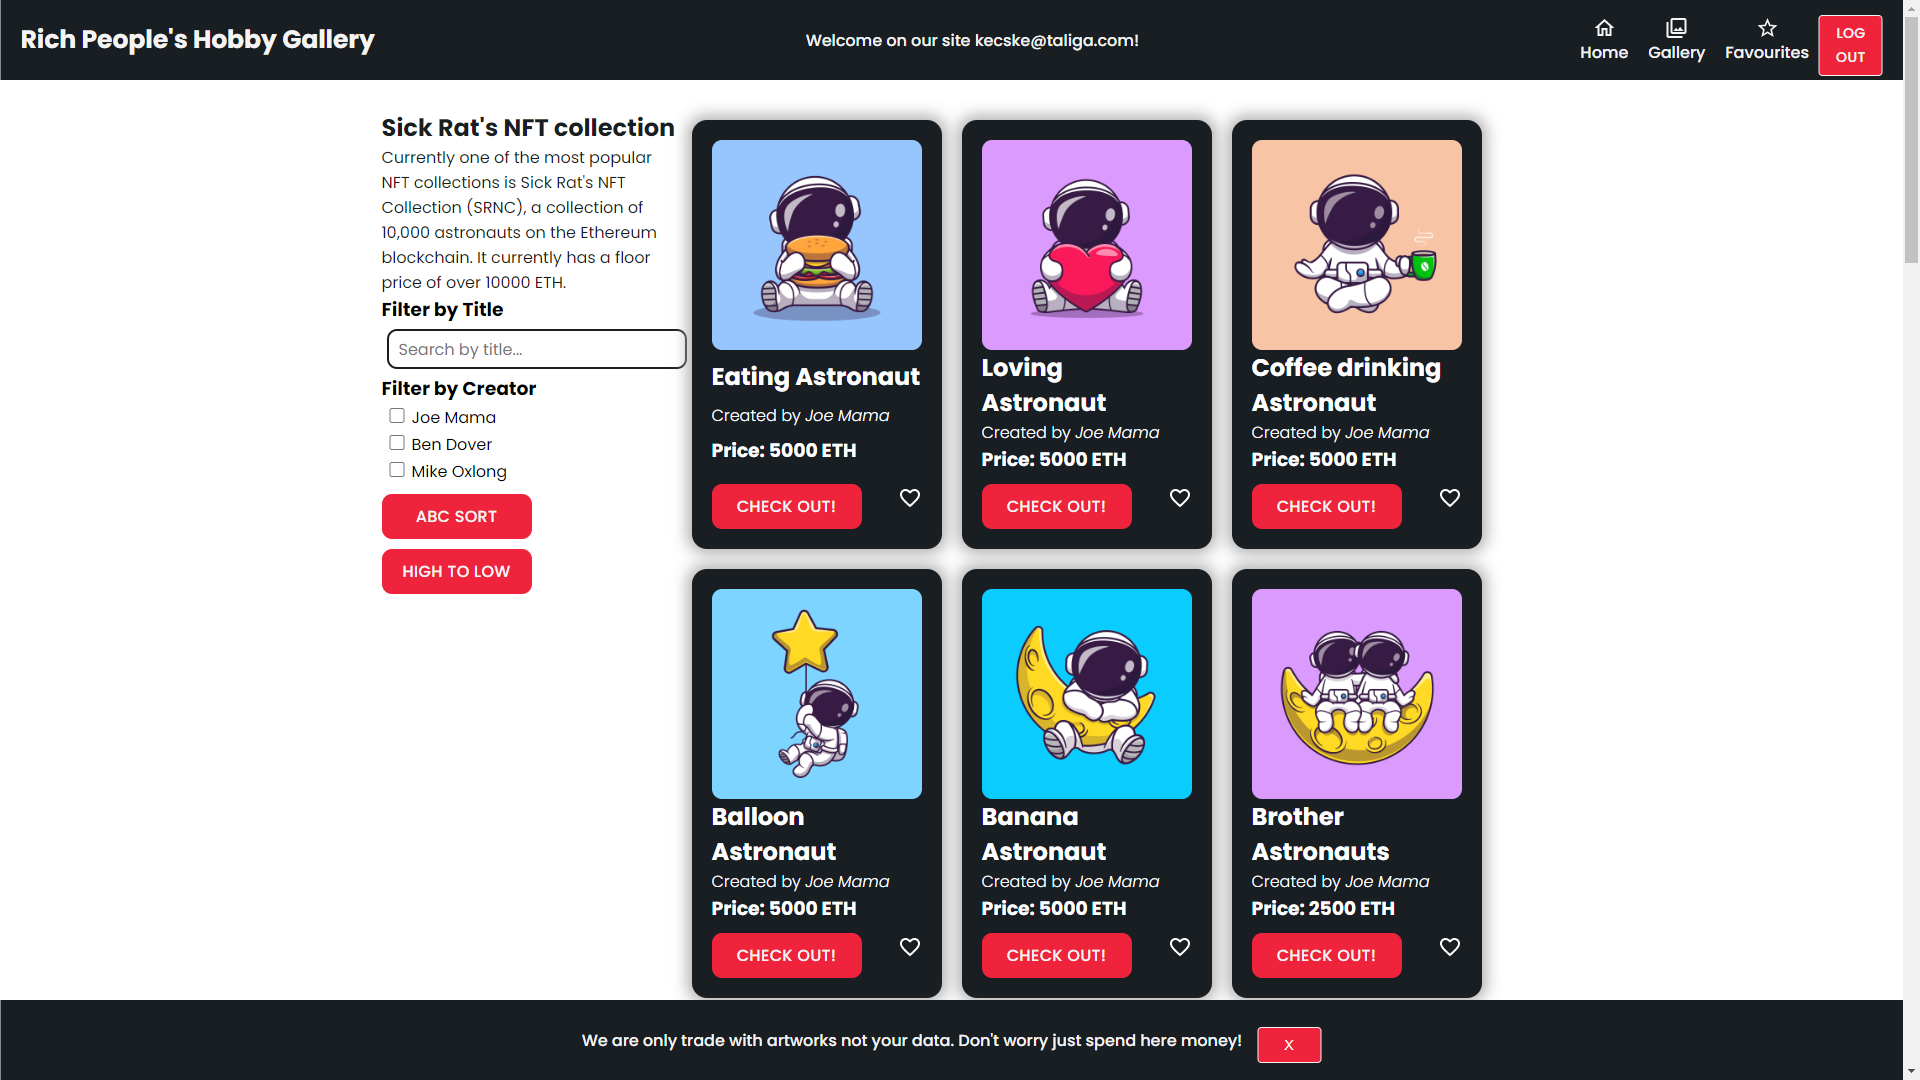 Rich People's Hobby Gallery
Welcome on our site kecske@taliga.com!
Home
Gallery
Favourites
LOG
OUT
Sick Rat's NFT collection
Currently one of the most popular
NFT collections is Sick Rat's NFT
Collection (SRNC), a collection of
10,000 astronauts on the Ethereum
blockchain. It currently has a floor
price of over 10000 ETH.
Filter by Title
Search by title...
Filter by Creator
Joe Mama
Ben Dover
Mike Oxlong
ABC SORT
HIGH TO LOW
Eating Astronaut
Created by Joe Mama
Price: 5000 ETH
CHECK OUT!
Loving
Astronaut
Created by Joe Mama
Price: 5000 ETH
CHECK OUT!
Coffee drinking
Astronaut
Created by Joe Mama
Price: 5000 ETH
CHECK OUT!
Balloon
Astronaut
Created by Joe Mama
Price: 5000 ETH
CHECK OUT!
Banana
Astronaut
Created by Joe Mama
Price: 5000 ETH
CHECK OUT!
Brother
Astronauts
Created by Joe Mama
Price: 2500 ETH
CHECK OUT!
We are only trade with artworks not your data. Don't worry just spend here money!
X